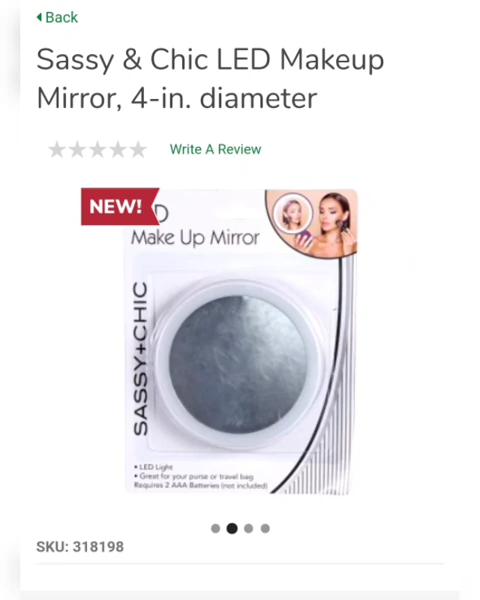 Back
Sassy & Chic LED Makeup
Mirror, 4-in. diameter
Write A Review
NEW!
D
Make Up Mirror
SASSY+CHIC
• LED Light
• Great for your purse or travel bag
Requires 2 AAA Batteries (not included)
SKU: 318198